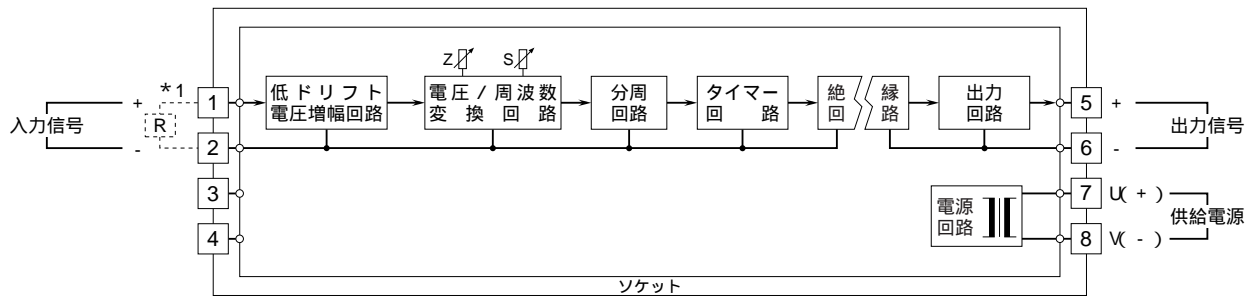 Z
S
+
*1
1
低ドリフト
電圧増幅回路
電圧/周波数
変換回路
分周
回路
タイマー
回路
絶縁
回路
出力
回路
5
+
入力信号
R
出力信号
-
2
6
-
3
電源
回路
7
U(+)
供給電源
4
8
V(-)
ソケット